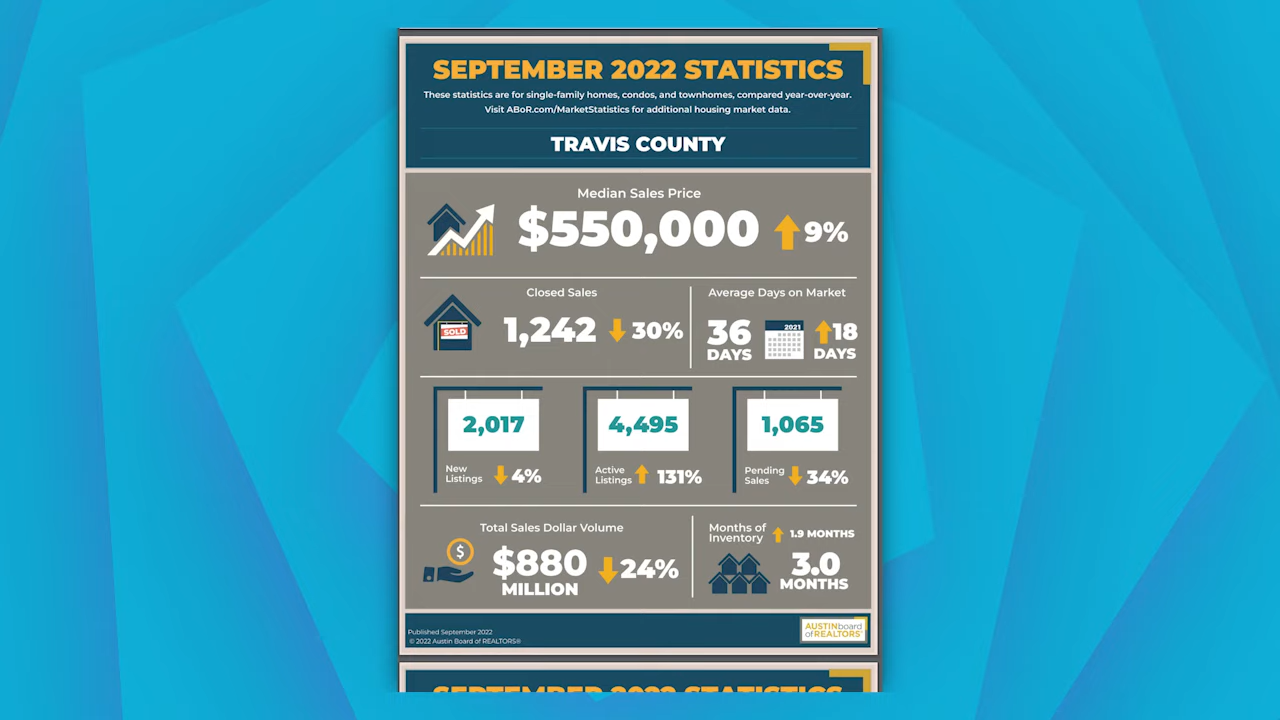 SEPTEMBER 2022 STATISTICS
These statistics are for single-family homes, condos, and townhomes, compared year-over-year.
Visit ABoR.com/MarketStatistics for additional housing market data.
TRAVIS COUNTY
Median Sales Price
$550,000 9%
Closed Sales
SOLD
1,242 30%
Average Days on Market
36
DAYS
2021
18
DAYS
2,017
New
Listings
4%
4,495
Active
Listings
131%
1,065
Pending
Sales
34%
Total Sales Dollar Volume
$
$880
MILLION
24%
Months of
Inventory
1.9 MONTHS
3.0
MONTHS
Published September 2022
© 2022 Austin Board of REALTORS®
AUSTINboard
of REALTORS®
SEPTEMBER 2022 STATISTICS